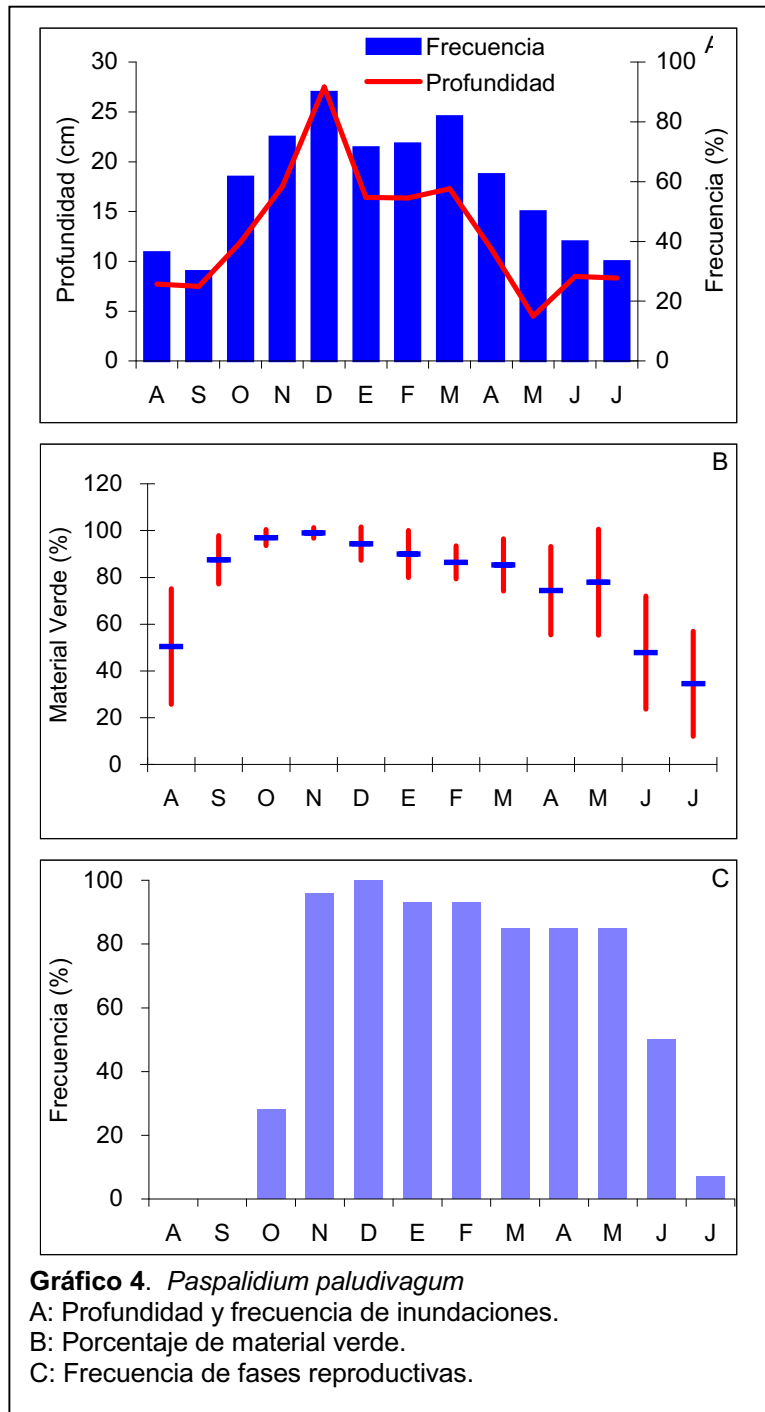 A
Frecuencia
Profundidad
30
25
20
15
10
5
0
Profundidad (cm)
100
80
60
40
20
0
Frecuencia (%)
A S O N D E F M A M J J
B
120
100
80
60
40
20
0
Material Verde (%)
A S O N D E F M A M J J
C
100
80
60
40
20
0
Frecuencia (%)
A S O N D E F M A M J J
Gráfico 4. Paspalidium paludivagum
A: Profundidad y frecuencia de inundaciones.
B: Porcentaje de material verde.
C: Frecuencia de fases reproductivas.